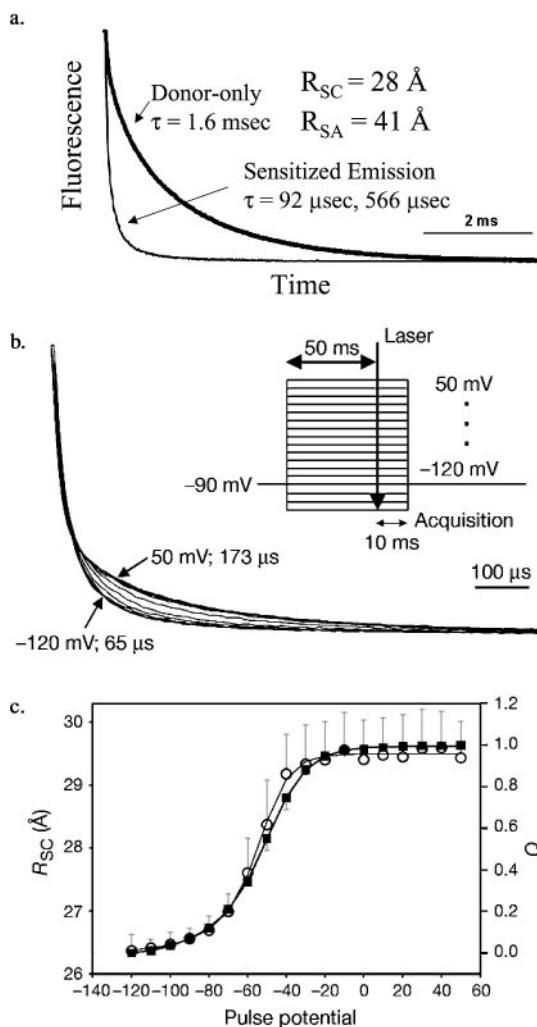 a.
Fluorescence
Donor-only
τ = 1.6 msec
R_SC = 28 Å
R_SA = 41 Å
Sensitized Emission
τ = 92 μsec, 566 μsec
2 ms
Time
b.
50 ms
Laser
50 mV
−90 mV
−120 mV
Acquisition
10 ms
50 mV; 173 μs
−120 mV; 65 μs
100 μs
c.
R_SC (Å)
30
29
28
27
26
1.2
1.0
0.8
0.6
0.4
0.2
0.0
Q
−140 −120 −100 −80 −60 −40 −20 0 20 40 60
Pulse potential